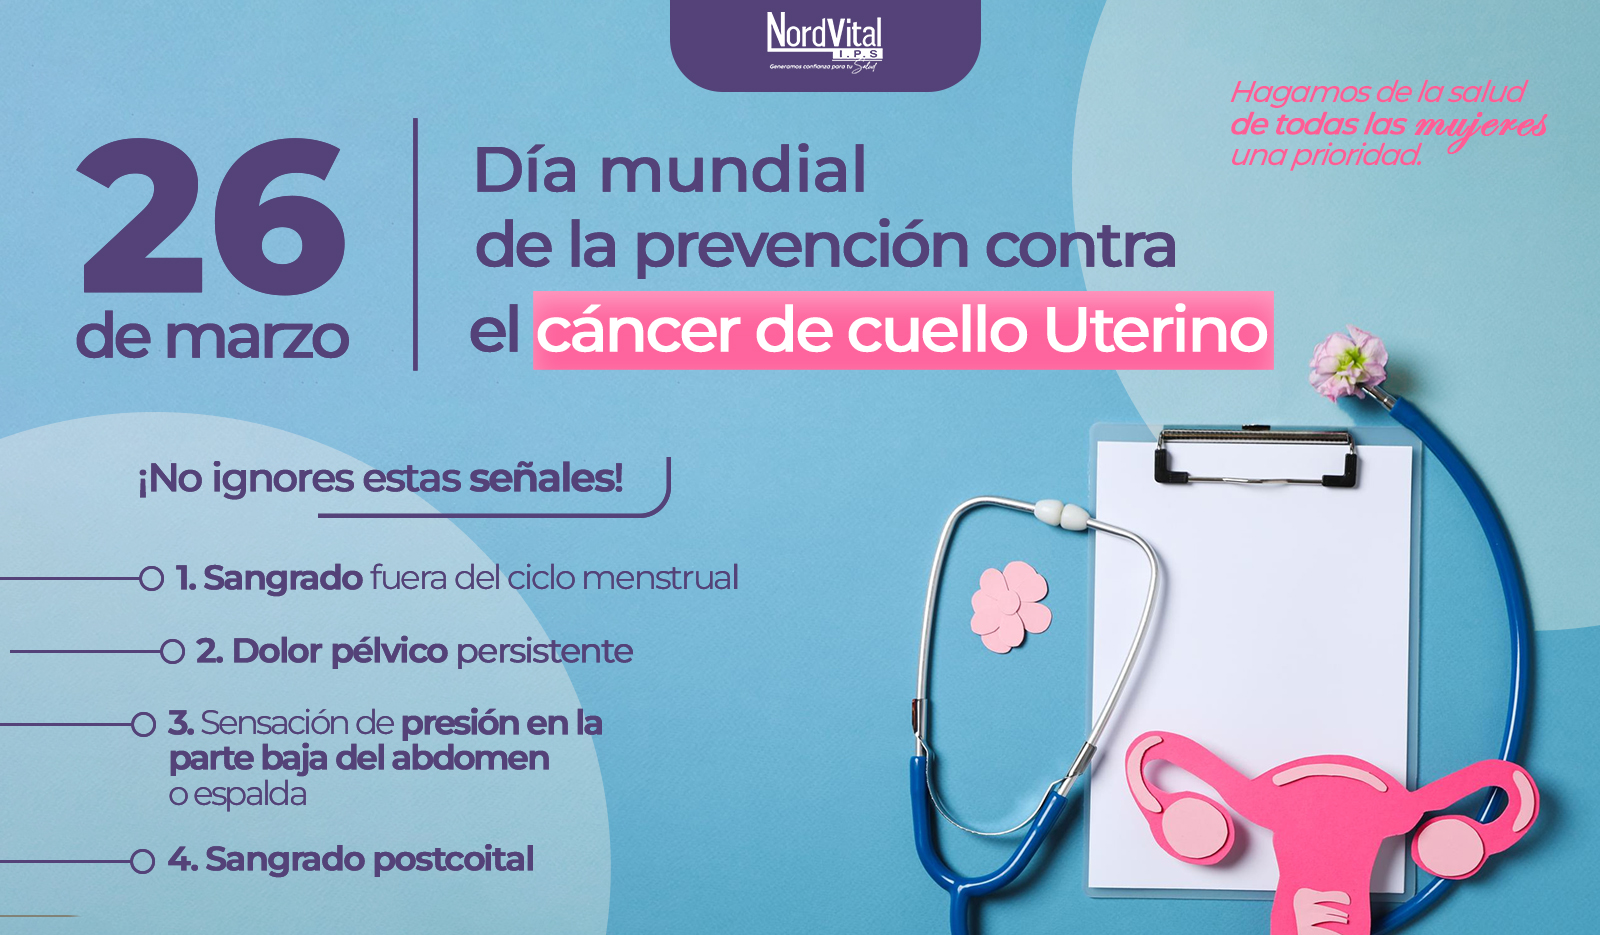 NordVital
I.P.S
Generamos confianza para tu Salud
Hagamos de la salud
de todas las mujeres
una prioridad.
26
de marzo
Día mundial
de la prevención contra
el cáncer de cuello Uterino
¡No ignores estas señales!
1. Sangrado fuera del ciclo menstrual
2. Dolor pélvico persistente
3. Sensación de presión en la
parte baja del abdomen
o espalda
4. Sangrado postcoital